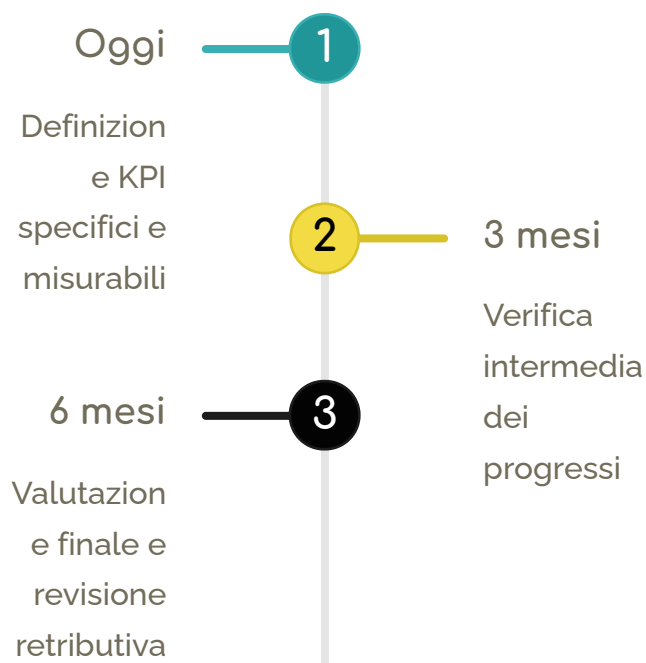 Oggi
1
Definizion
e KPI
specifici e
misurabili
2
3 mesi
Verifica
intermedia
dei
progressi
6 mesi
3
Valutazion
e finale e
revisione
retributiva